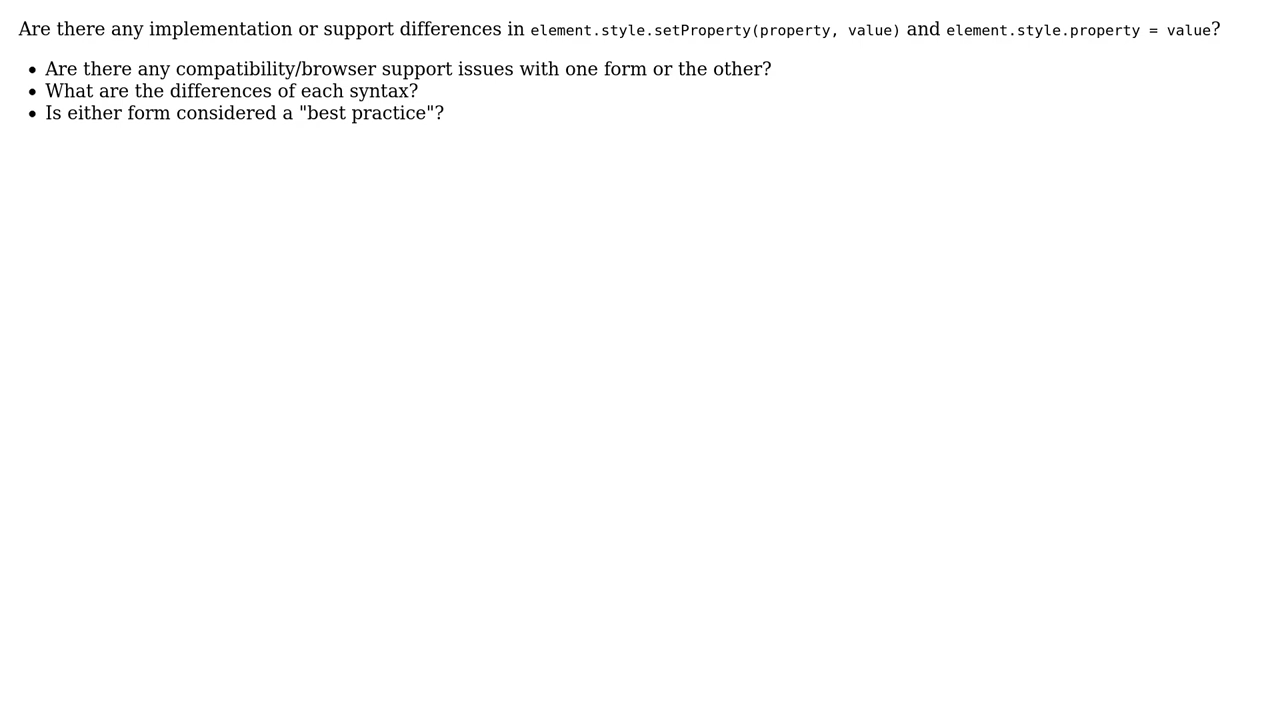 Are there any implementation or support differences in element.style.setProperty(property, value) and element.style.property = value?
Are there any compatibility/browser support issues with one form or the other?
What are the differences of each syntax?
Is either form considered a "best practice"?